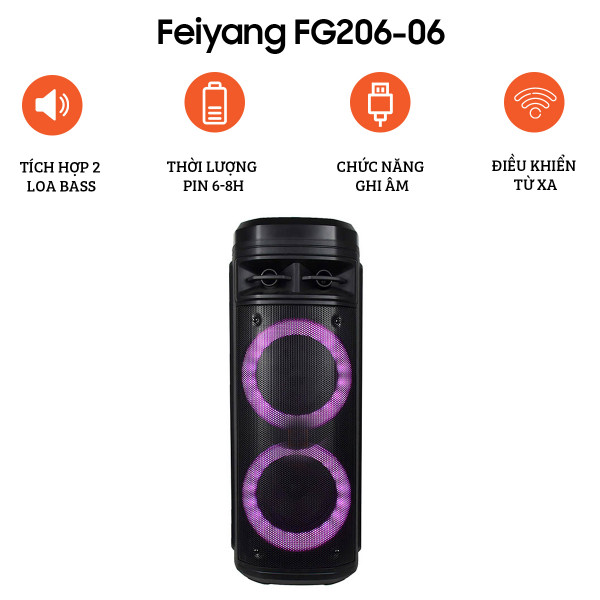 Feiyang FG206-06
TÍCH HỢP 2
LOA BASS
THỜI LƯỢNG
PIN 6-8H
CHỨC NĂNG
GHI ÂM
ĐIỀU KHIỂN
TỪ XA